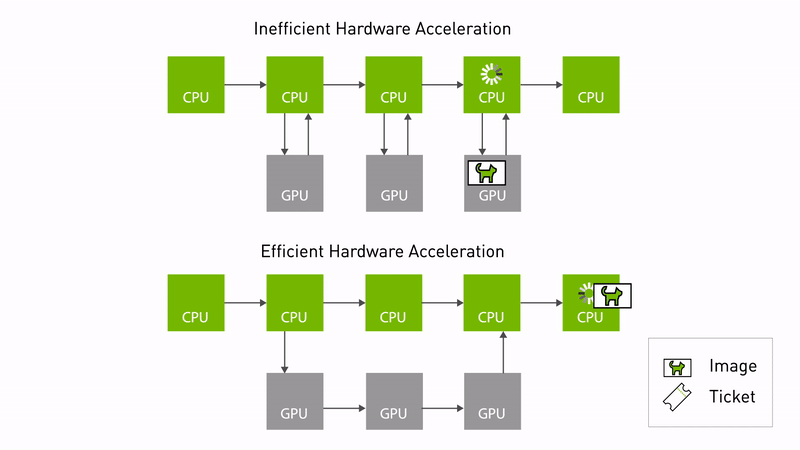 Inefficient Hardware Acceleration
CPU CPU CPU CPU CPU
GPU GPU GPU
Efficient Hardware Acceleration
CPU CPU CPU CPU CPU
GPU GPU GPU
Image
Ticket